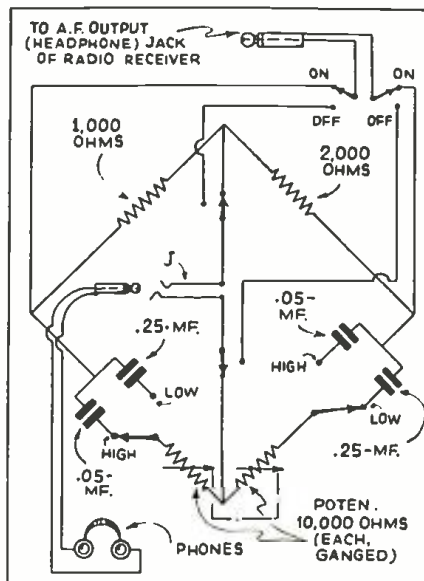 TO A.F. OUTPUT
(HEADPHONE) JACK
OF RADIO RECEIVER
ON
ON
OFF
OFF
1,000
OHMS
2,000
OHMS
J
.05-
MF.
.25-MF.
HIGH
LOW
LOW
HIGH
.05-
MF.
.25-MF.
PHONES
POTEN.
10,000 OHMS
(EACH,
GANGED)